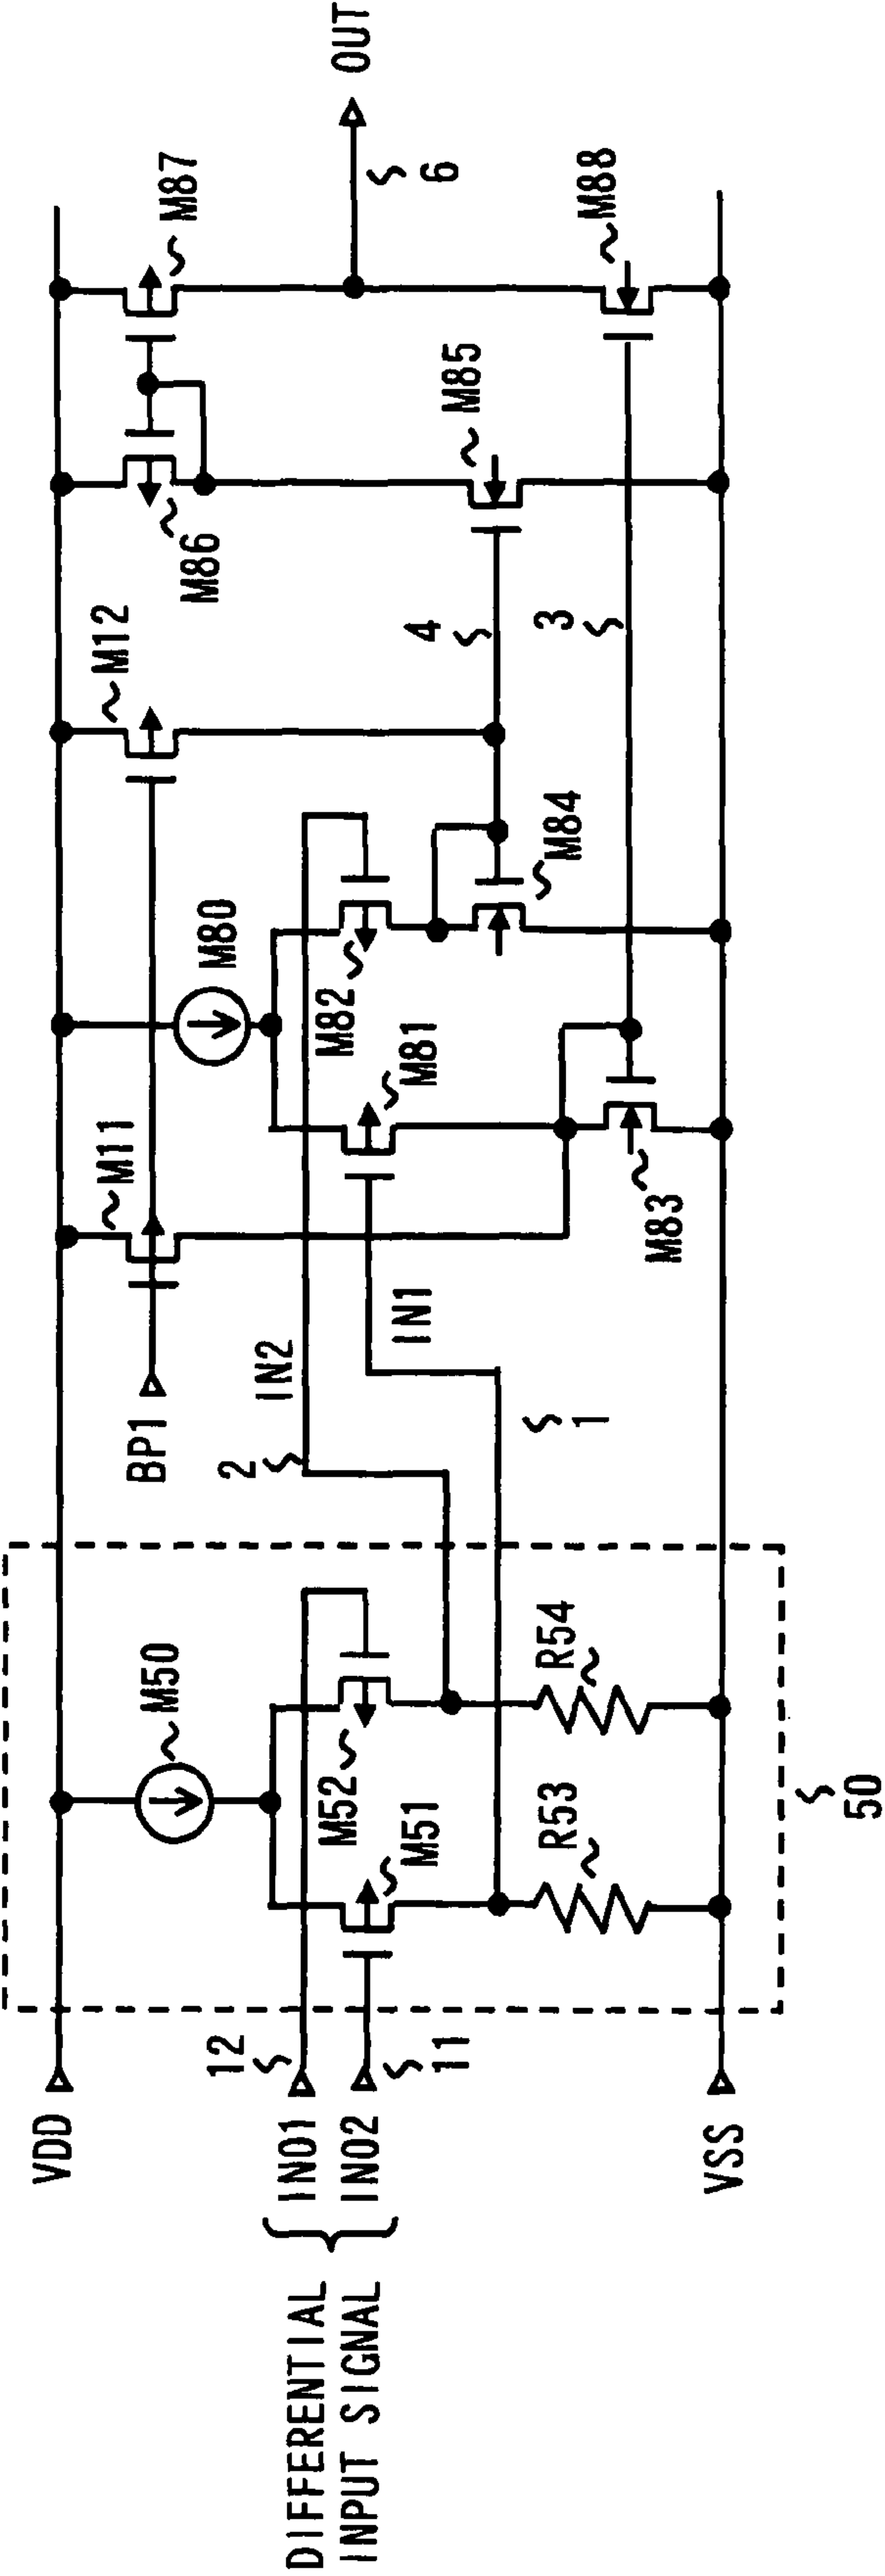 VDD
M50
M11
M80
M12
M86
M87
BP1
12
IN01
IN02
11
DIFFERENTIAL
INPUT SIGNAL
M52
M51
2
IN2
IN1
M82
M81
OUT
6
R53
R54
1
M83
M84
4
3
M85
M88
VSS
50